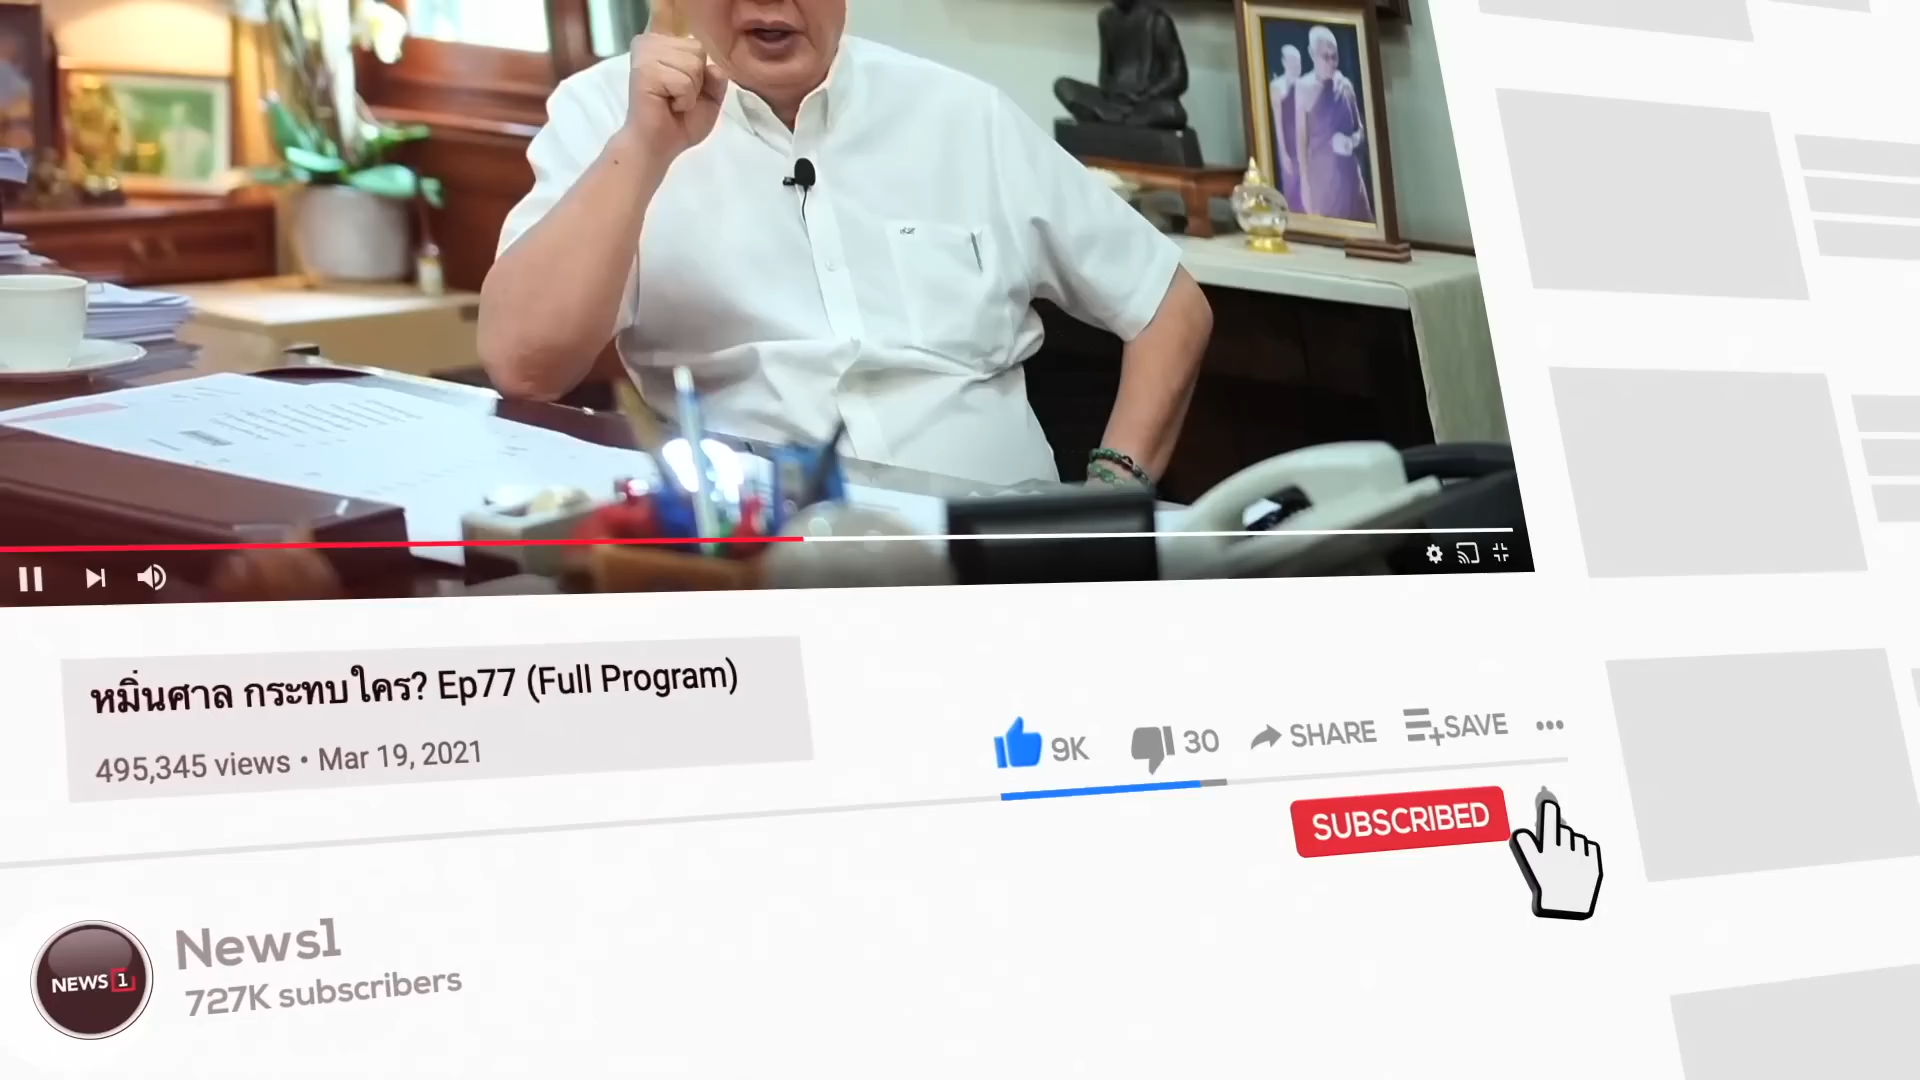 หมิ่นศาล กระทบใคร? Ep77 (Full Program)
495,345 views • Mar 19, 2021
9K
30
SHARE
SAVE
SUBSCRIBED
NEWS 1
News1
727K subscribers